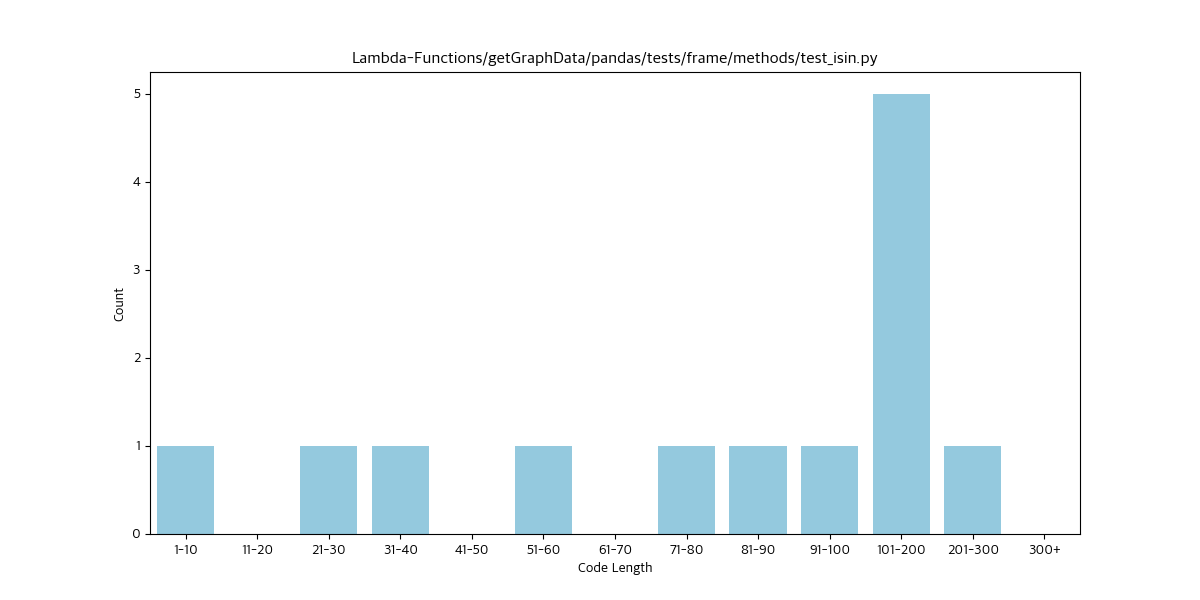 Lambda-Functions/getGraphData/pandas/tests/frame/methods/test_isin.py
5
4
3
2
1
0
Count
1-10 11-20 21-30 31-40 41-50 51-60 61-70 71-80 81-90 91-100 101-200 201-300 300+
Code Length